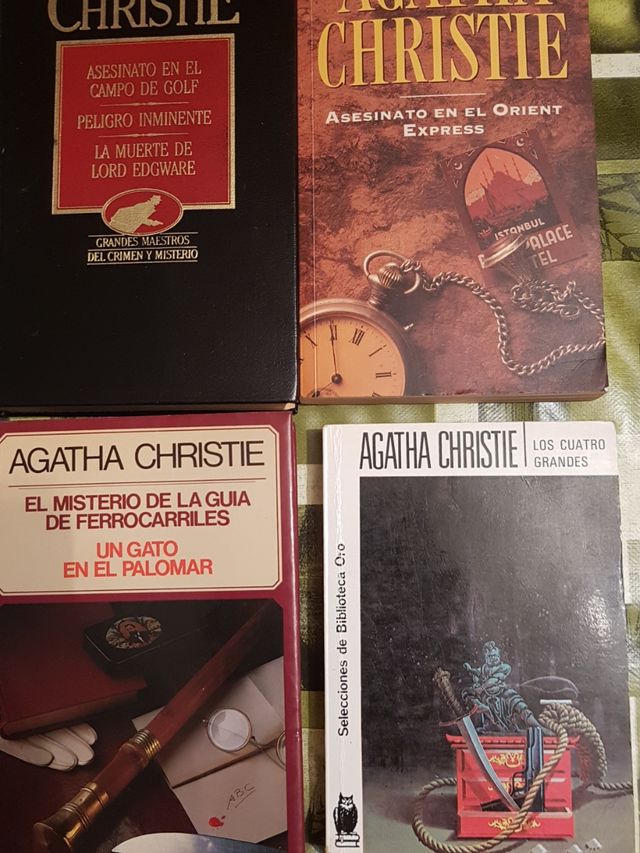 CHRISTIE
ASESINATO EN EL
CAMPO DE GOLF
PELIGRO INMINENTE
LA MUERTE DE
LORD EDGWARE
GRANDES MAESTROS
DEL CRIMEN Y MISTERIO
AGATHA
CHRISTIE
ASESINATO EN EL ORIENT
EXPRESS
ISTANBUL
PALACE
TEL
AGATHA CHRISTIE
EL MISTERIO DE LA GUIA
DE FERROCARRILES
UN GATO
EN EL PALOMAR
ABC
AGATHA CHRISTIE
LOS CUATRO
GRANDES
Selecciones de Biblioteca Oro